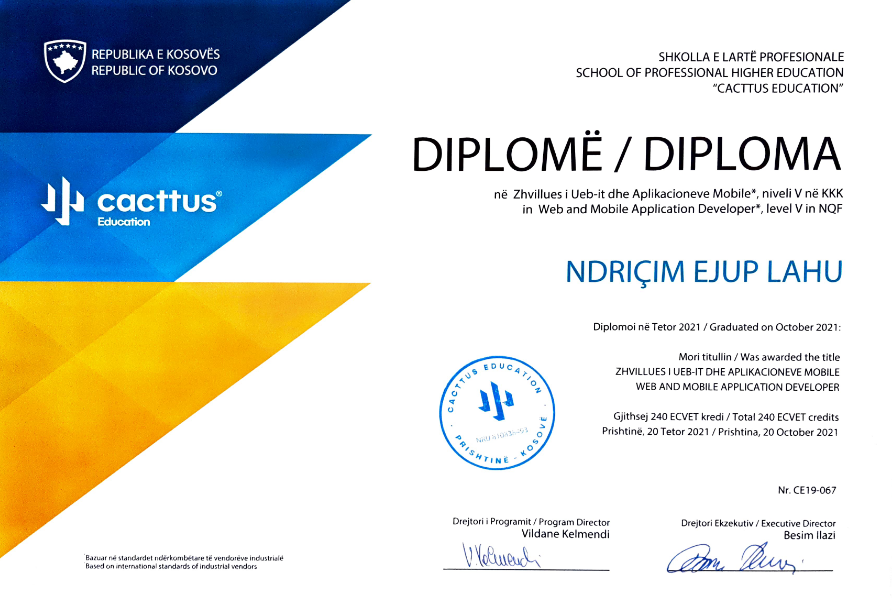 REPUBLIKA E KOSOVËS
REPUBLIC OF KOSOVO
SHKOLLA E LARTË PROFESIONALE
SCHOOL OF PROFESSIONAL HIGHER EDUCATION
"CACTTUS EDUCATION"
cacttus®
Education
DIPLOMË / DIPLOMA
në Zhvillues i Ueb-it dhe Aplikacioneve Mobile*, niveli V në KKK
in Web and Mobile Application Developer*, level V in NQF
NDRIÇIM EJUP LAHU
Diplomoi në Tetor 2021 / Graduated on October 2021:
Mori titullin / Was awarded the title
ZHVILLUES I UEB-IT DHE APLIKACIONEVE MOBILE
WEB AND MOBILE APPLICATION DEVELOPER
Gjithsej 240 ECVET kredi / Total 240 ECVET credits
Prishtinë, 20 Tetor 2021 / Prishtina, 20 October 2021
CACTTUS EDUCATION
PRISHTINË - KOSOVË
Nr. CE19-067
Drejtori i Programit / Program Director
Vildane Kelmendi
V.Kelmendi
Drejtori Ekzekutiv / Executive Director
Besim Ilazi
Bazuar në standardet ndërkombëtare të vendorëve industrialë
Based on international standards of industrial vendors